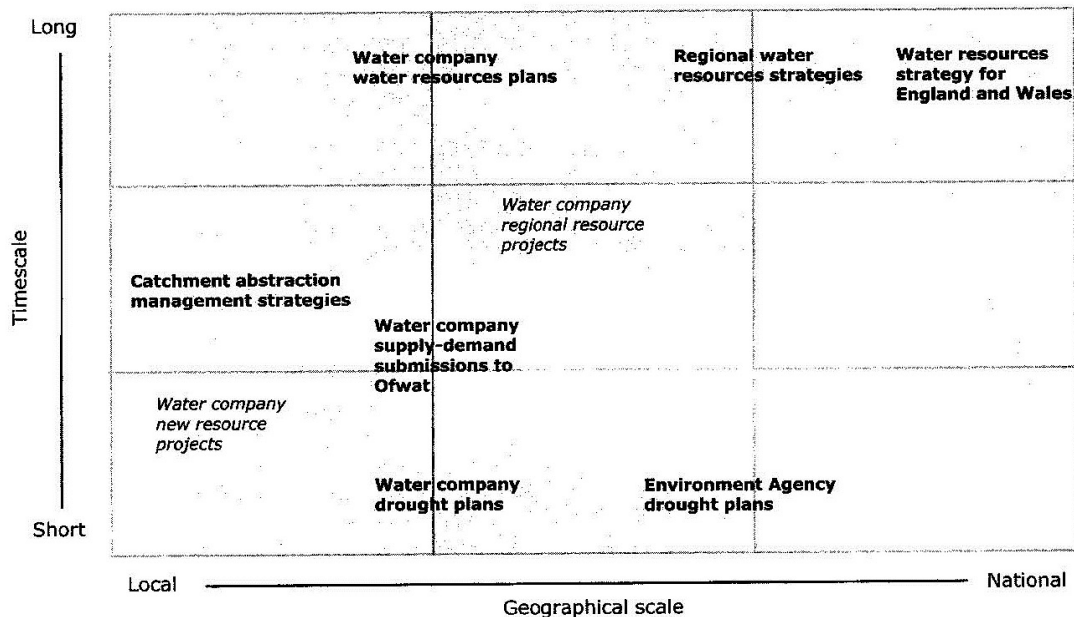 Long
Water company
water resources plans
Regional water
resources strategies
Water resources
strategy for
England and Wales
Water company
regional resource
projects
Timescale
Catchment abstraction
management strategies
Water company
supply-demand
submissions to
Ofwat
Water company
new resource
projects
Water company
drought plans
Environment Agency
drought plans
Short
Local
National
Geographical scale